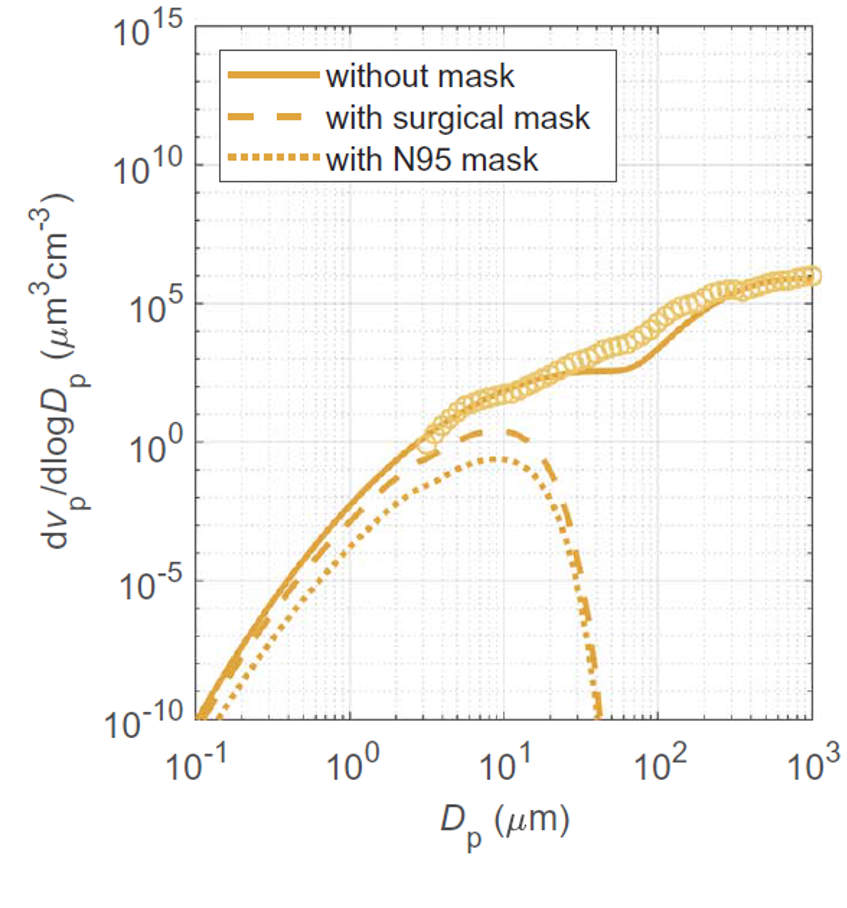 10^15
without mask
with surgical mask
with N95 mask
10^10
10^5
10^0
10^-5
10^-10
dv_p/dlogD_p (μm^3cm^-3)
10^-1 10^0 10^1 10^2 10^3
D_p (μm)